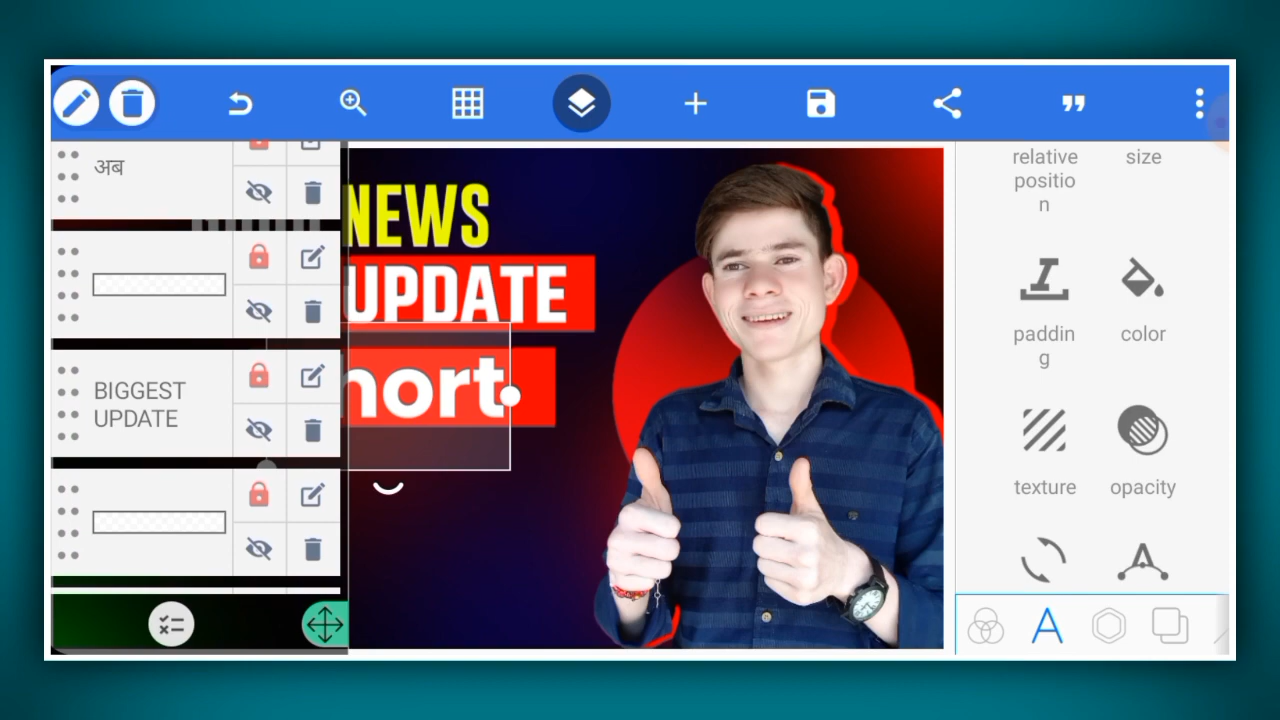 अब
BIGGEST
UPDATE
NEWS
UPDATE
hort
relative
positio
n
size
paddin
g
color
texture
opacity